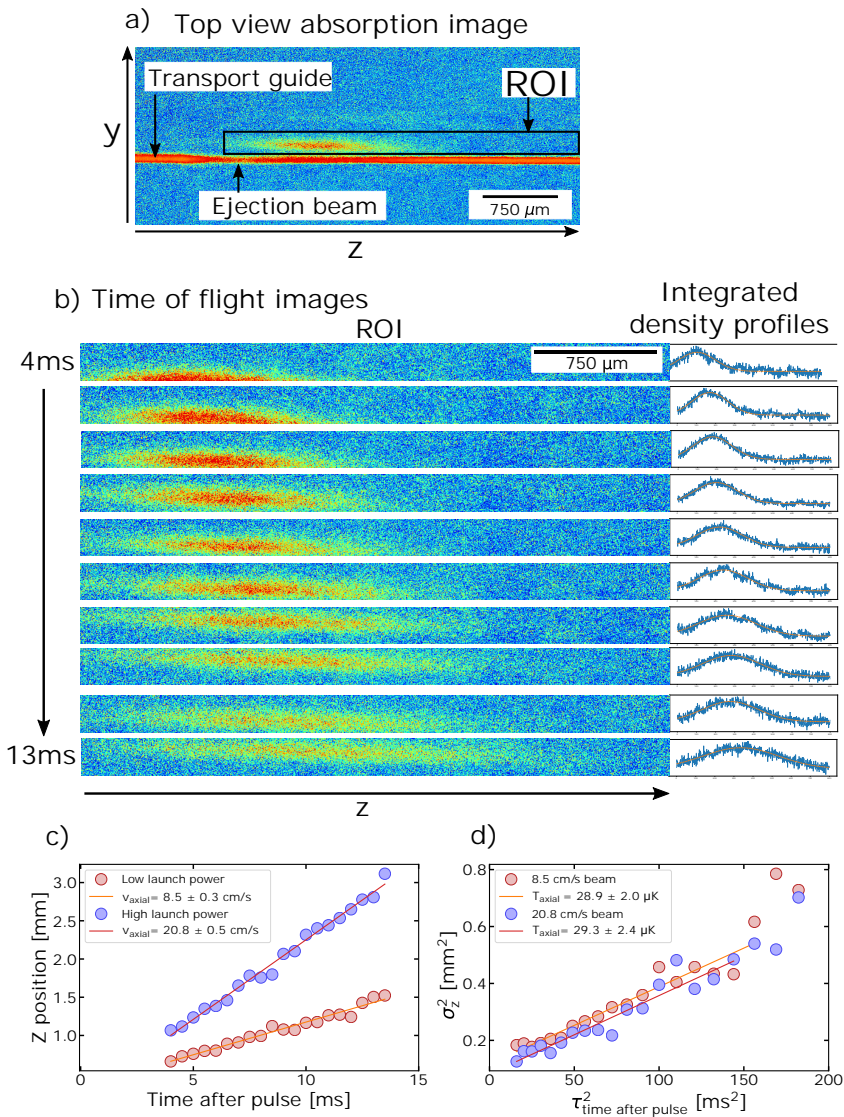 a) Top view absorption image
Transport guide
ROI
y
Ejection beam
750 μm
z
b) Time of flight images
Integrated
density profiles
ROI
4ms
750 μm
13ms
z
c)
d)
Z position [mm]
3.0
2.5
2.0
1.5
1.0
Low launch power
v_axial= 8.5 ± 0.3 cm/s
High launch power
v_axial= 20.8 ± 0.5 cm/s
0 5 10 15
Time after pulse [ms]
σ_z^2 [mm^2]
0.8
0.6
0.4
0.2
8.5 cm/s beam
T_axial= 28.9 ± 2.0 μK
20.8 cm/s beam
T_axial= 29.3 ± 2.4 μK
0 50 100 150 200
τ^2_time after pulse [ms^2]